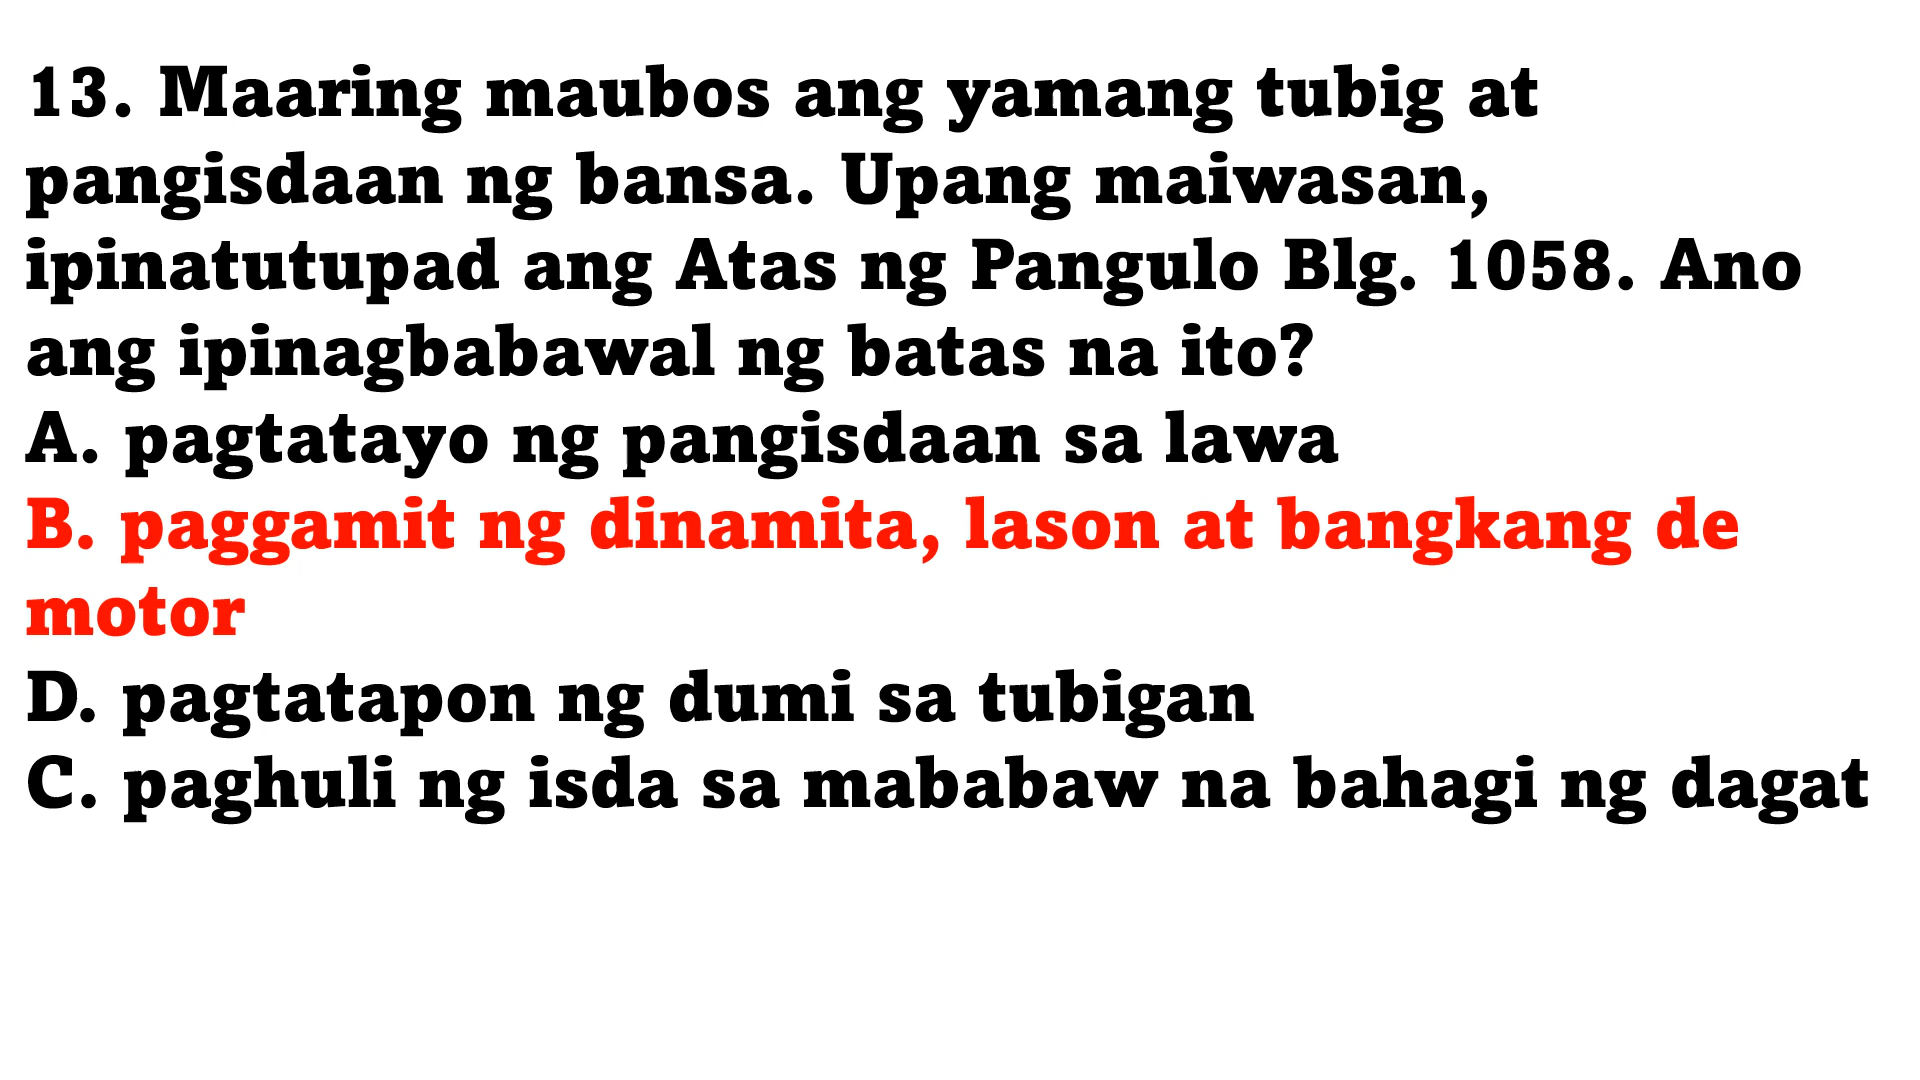 13. Maaring maubos ang yamang tubig at
pangisdaan ng bansa. Upang maiwasan,
ipinatutupad ang Atas ng Pangulo Blg. 1058. Ano
ang ipinagbabawal ng batas na ito?
A. pagtatayo ng pangisdaan sa lawa
B. paggamit ng dinamita, lason at bangkang de
motor
D. pagtatapon ng dumi sa tubigan
C. paghuli ng isda sa mababaw na bahagi ng dagat